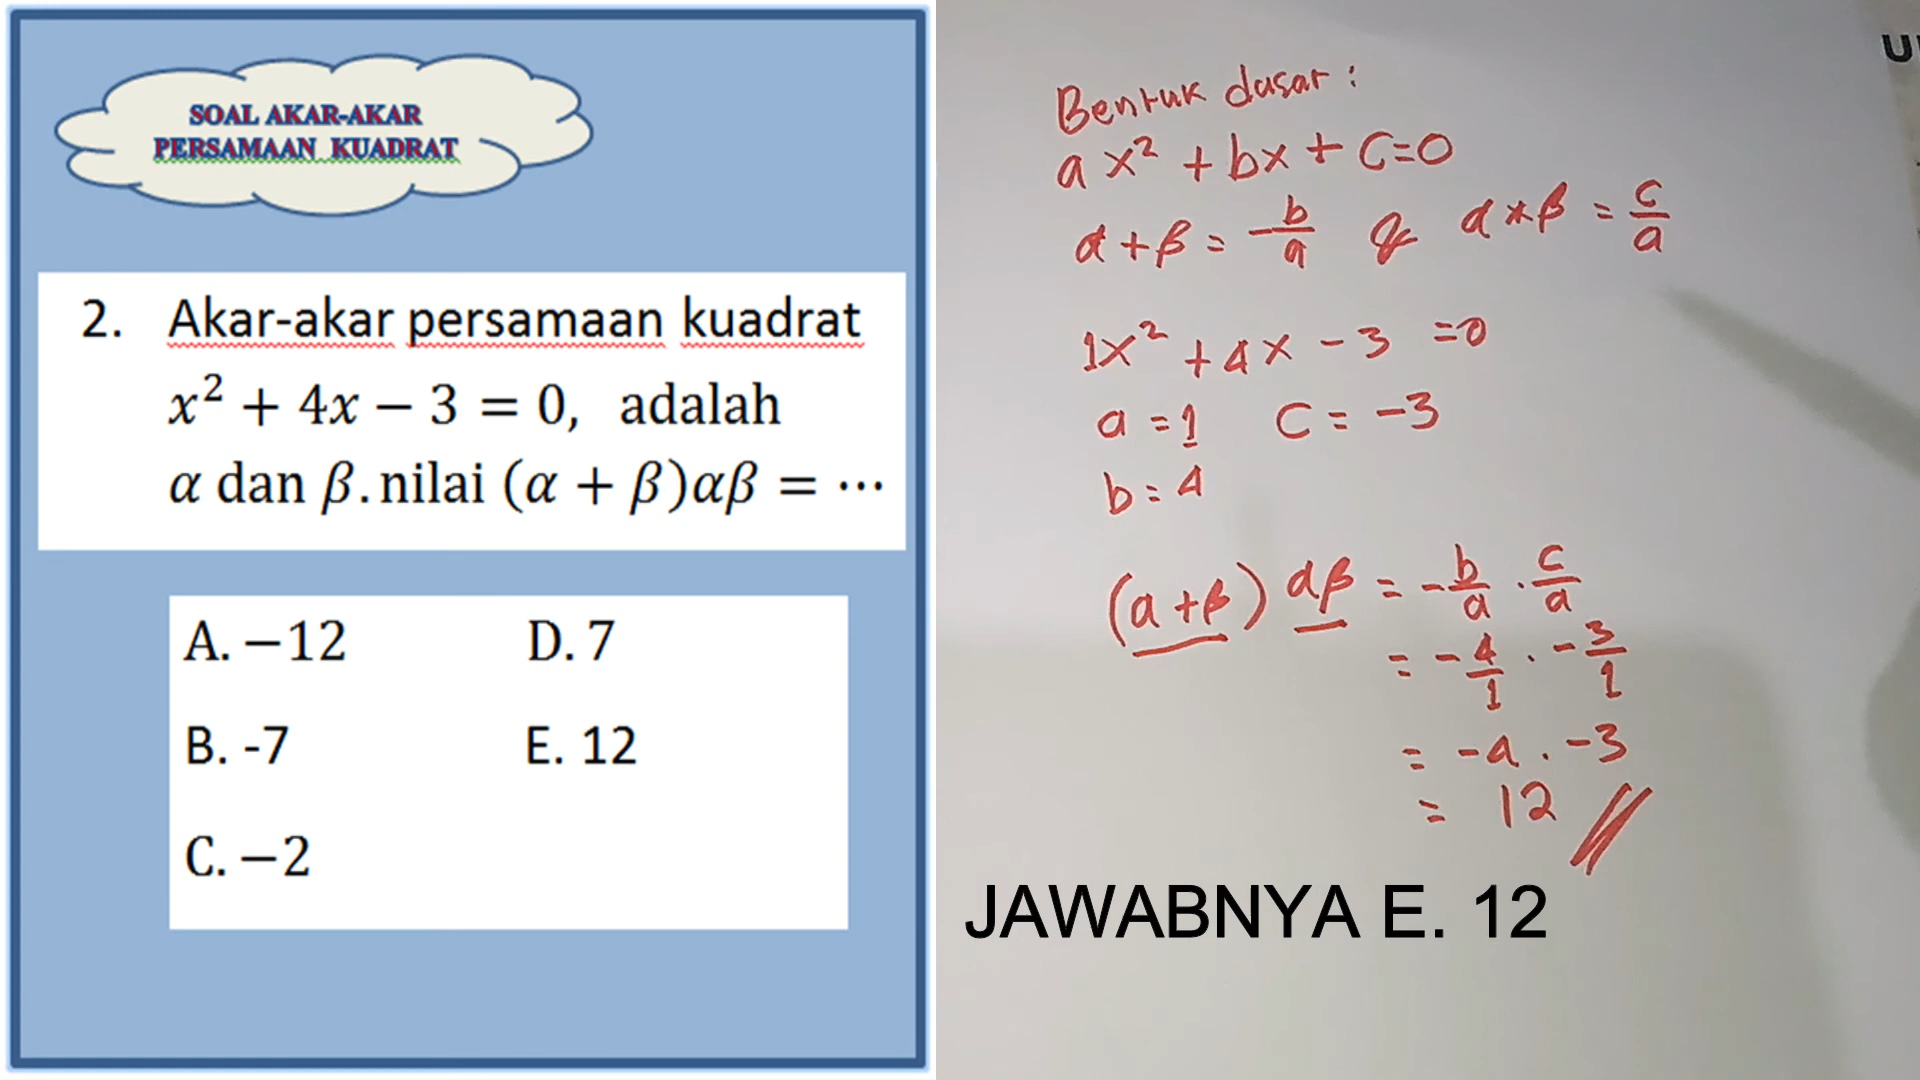 SOAL AKAR-AKAR
PERSAMAAN KUADRAT
2. Akar-akar persamaan kuadrat
x² + 4x − 3 = 0, adalah
α dan β. nilai (α + β)αβ = ⋯
A. −12
D. 7
B. -7
E. 12
C. −2
Bentuk dasar :
ax² + bx + c=0
α + β = -b/a & α * β = c/a
1x² + 4x - 3 =0
a = 1 c = -3
b = 4
(α + β) αβ = -b/a . c/a
= -4/1 . -3/1
= -4 . -3
= 12
JAWABNYA E. 12